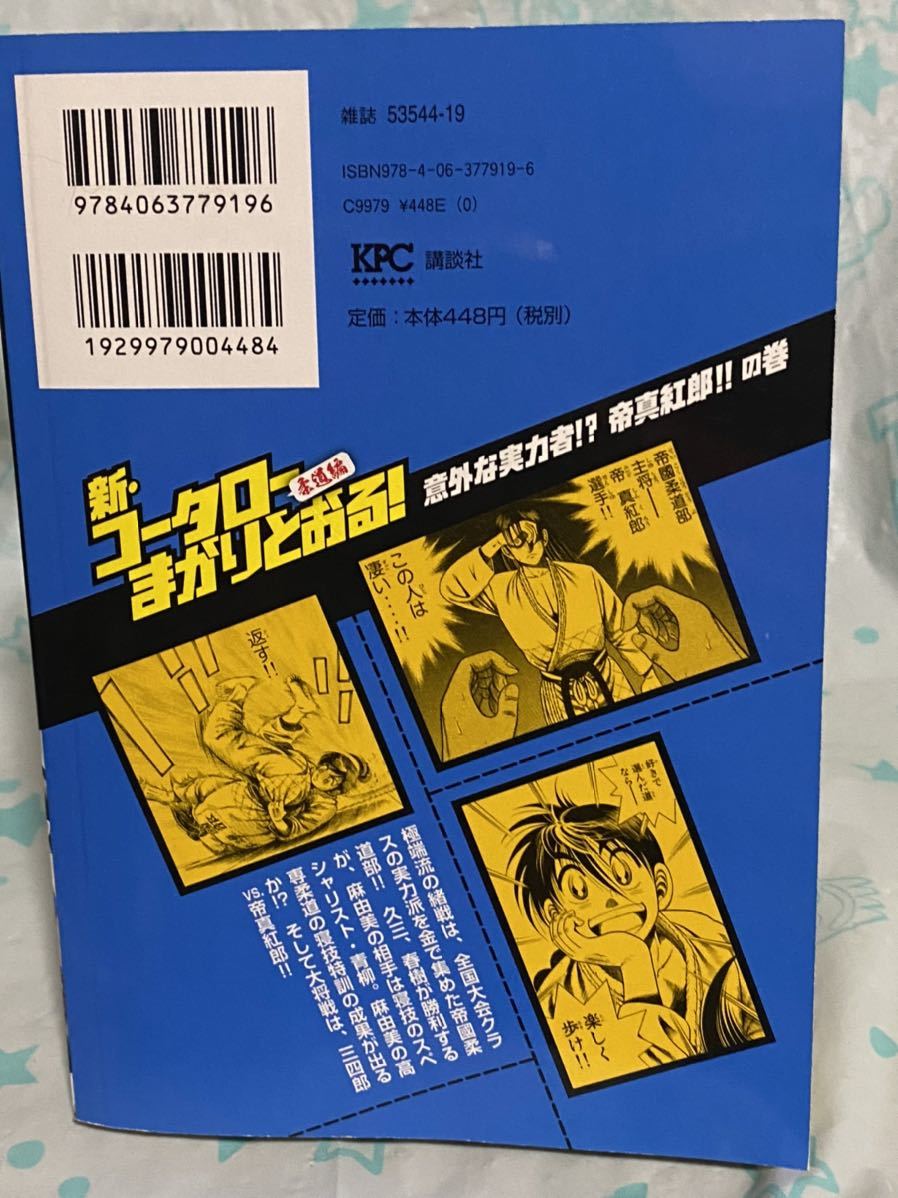 9784063779196
1929979004484
雑誌 53544-19
ISBN978-4-06-377919-6
C9979 ¥448E (0)
KPC 講談社
定価：本体448円（税別）
新・
コータロー
まかりとおる!
柔道編
意外な実力者!? 帝真紅郎!! の巻
帝國柔道部
主将――
帝 真紅郎
選手!!
この人は
凄い・・・・!!
返す!!
好きで
選んだ道
なら――
楽しく
歩け!!
極端流の緒戦は、全国大会クラ
スの実力派を金で集めた帝國柔
道部!! 久三、春樹が勝利する
が、麻由美の相手は寝技のスペ
シャリスト・青柳。麻由美の高
専柔道の寝技特訓の成果が出る
か!? そして大将戦は、三四郎
vs.帝真紅郎!!